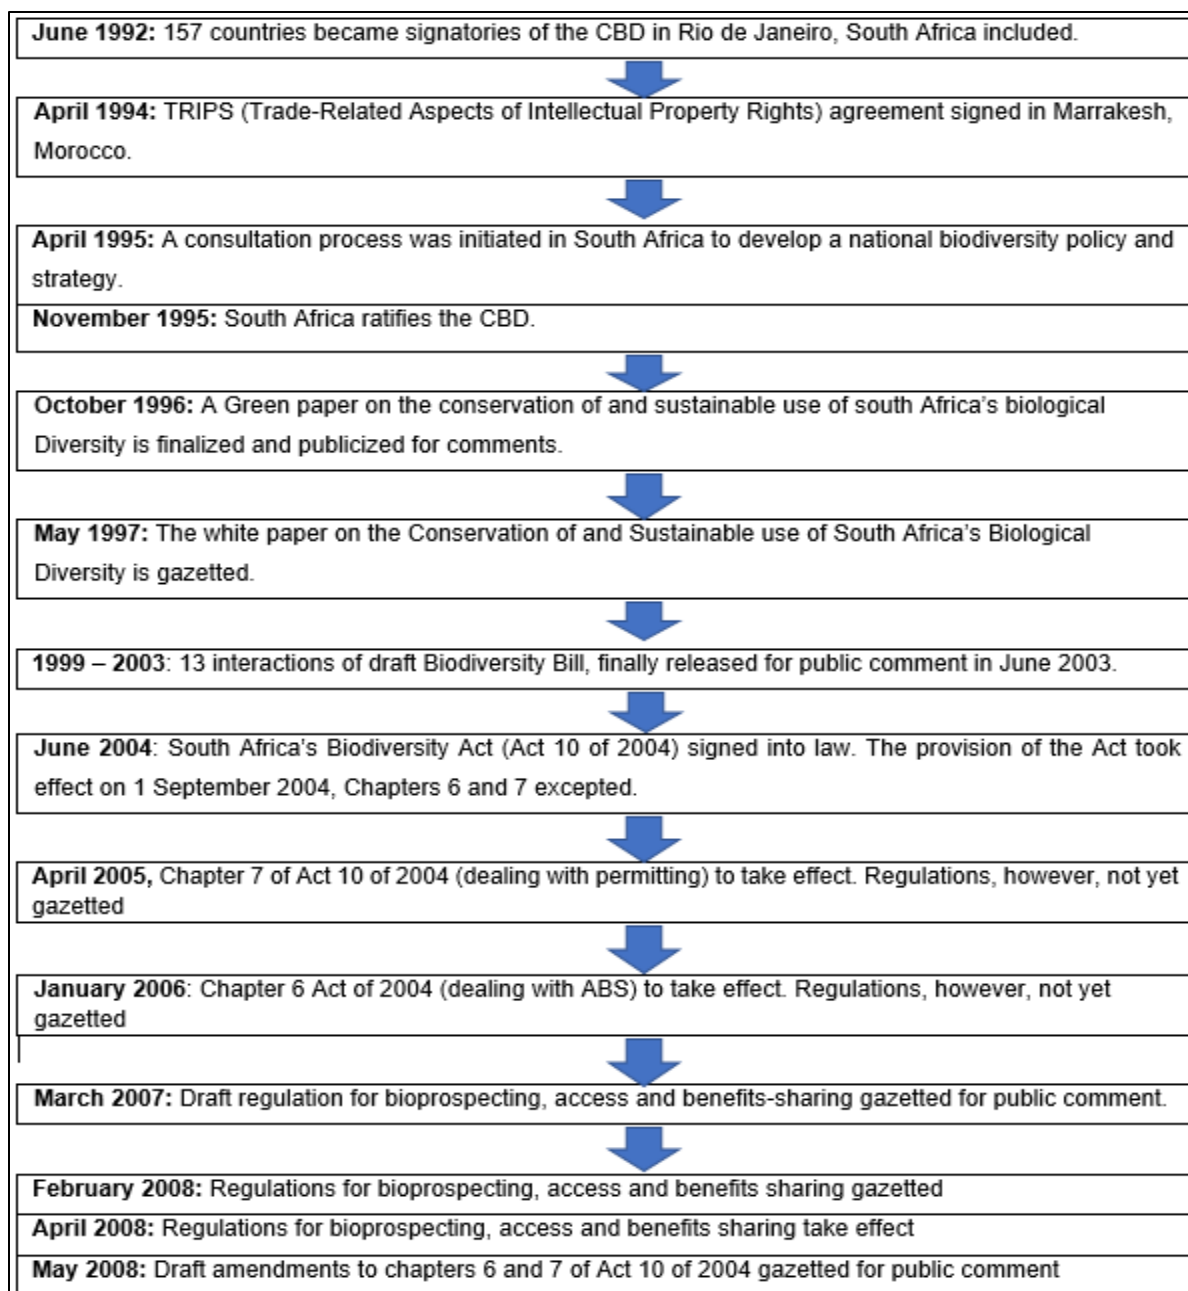 June 1992: 157 countries became signatories of the CBD in Rio de Janeiro, South Africa included.
April 1994: TRIPS (Trade-Related Aspects of Intellectual Property Rights) agreement signed in Marrakesh,
Morocco.
April 1995: A consultation process was initiated in South Africa to develop a national biodiversity policy and
strategy.
November 1995: South Africa ratifies the CBD.
October 1996: A Green paper on the conservation of and sustainable use of south Africa's biological
Diversity is finalized and publicized for comments.
May 1997: The white paper on the Conservation of and Sustainable use of South Africa's Biological
Diversity is gazetted.
1999 – 2003: 13 interactions of draft Biodiversity Bill, finally released for public comment in June 2003.
June 2004: South Africa's Biodiversity Act (Act 10 of 2004) signed into law. The provision of the Act took
effect on 1 September 2004, Chapters 6 and 7 excepted.
April 2005, Chapter 7 of Act 10 of 2004 (dealing with permitting) to take effect. Regulations, however, not yet
gazetted
January 2006: Chapter 6 Act of 2004 (dealing with ABS) to take effect. Regulations, however, not yet
gazetted
March 2007: Draft regulation for bioprospecting, access and benefits-sharing gazetted for public comment.
February 2008: Regulations for bioprospecting, access and benefits sharing gazetted
April 2008: Regulations for bioprospecting, access and benefits sharing take effect
May 2008: Draft amendments to chapters 6 and 7 of Act 10 of 2004 gazetted for public comment